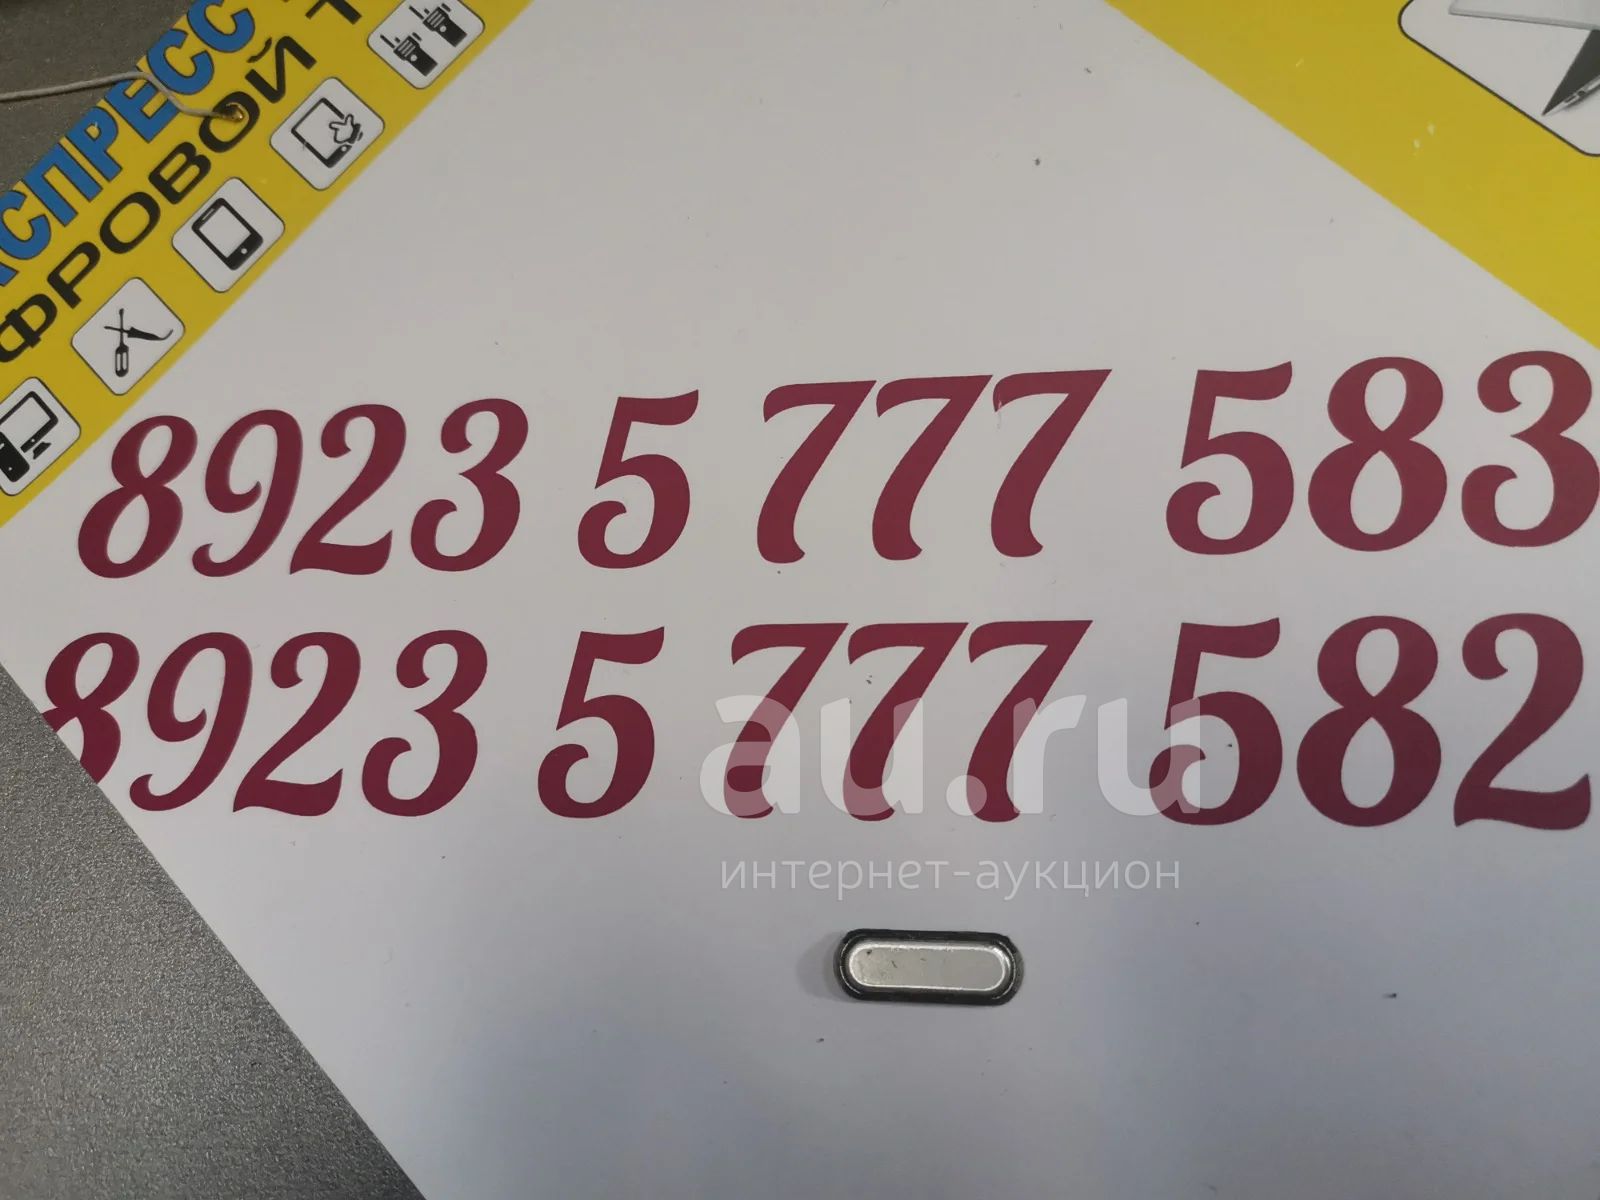 8923 5 777 583
8923 5 777 582
au.ru
интернет-аукцион